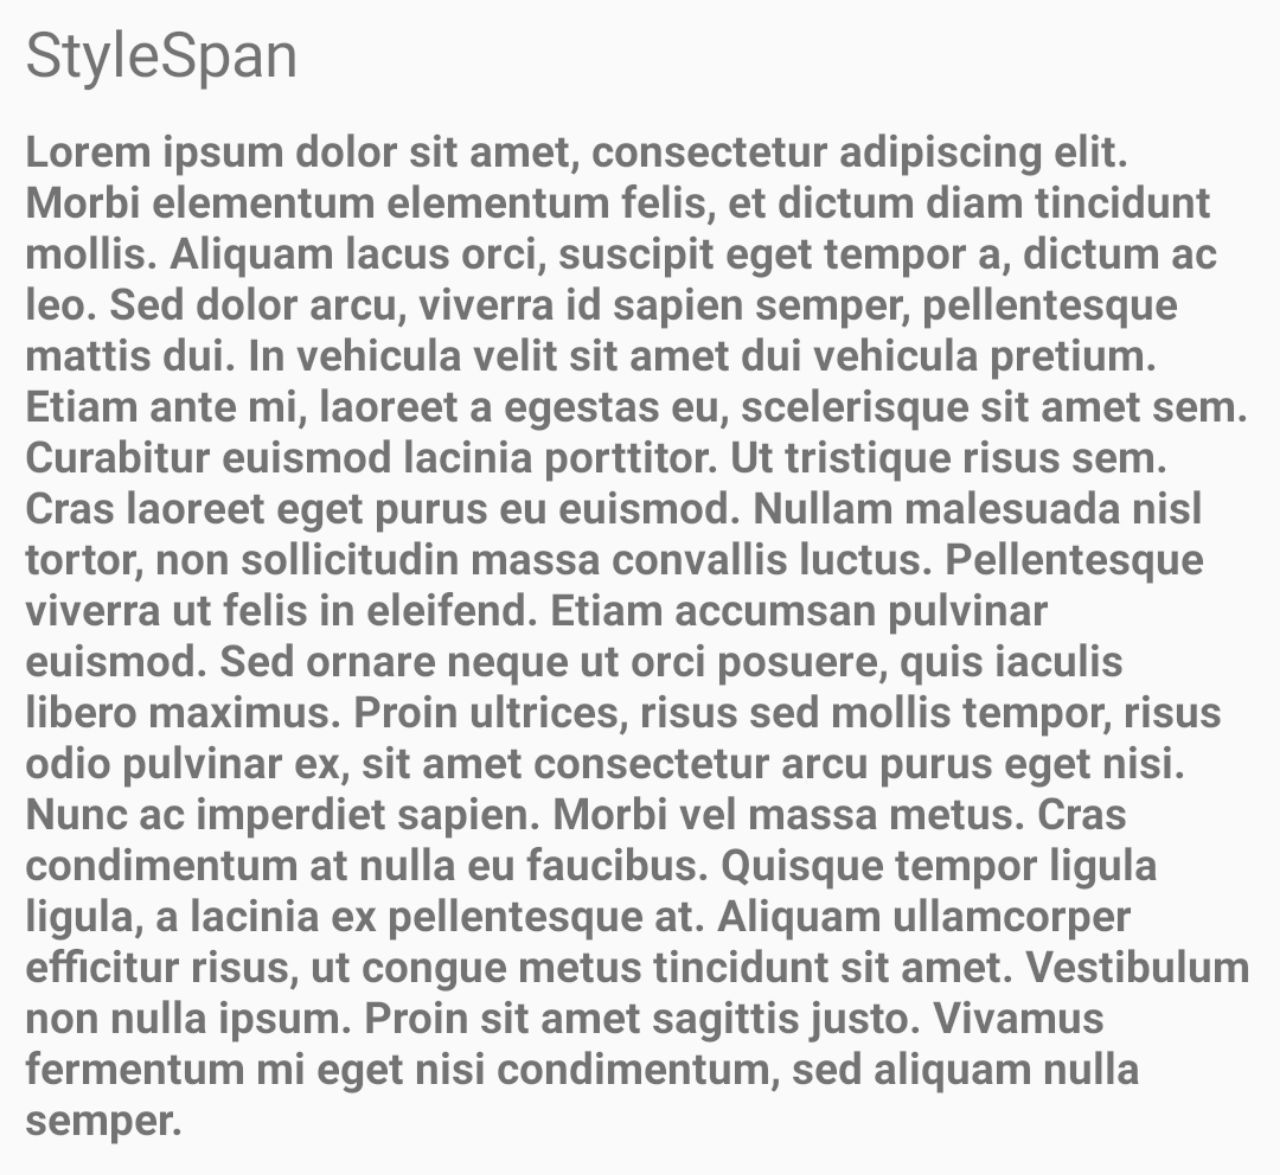 StyleSpan
Lorem ipsum dolor sit amet, consectetur adipiscing elit.
Morbi elementum elementum felis, et dictum diam tincidunt
mollis. Aliquam lacus orci, suscipit eget tempor a, dictum ac
leo. Sed dolor arcu, viverra id sapien semper, pellentesque
mattis dui. In vehicula velit sit amet dui vehicula pretium.
Etiam ante mi, laoreet a egestas eu, scelerisque sit amet sem.
Curabitur euismod lacinia porttitor. Ut tristique risus sem.
Cras laoreet eget purus eu euismod. Nullam malesuada nisl
tortor, non sollicitudin massa convallis luctus. Pellentesque
viverra ut felis in eleifend. Etiam accumsan pulvinar
euismod. Sed ornare neque ut orci posuere, quis iaculis
libero maximus. Proin ultrices, risus sed mollis tempor, risus
odio pulvinar ex, sit amet consectetur arcu purus eget nisi.
Nunc ac imperdiet sapien. Morbi vel massa metus. Cras
condimentum at nulla eu faucibus. Quisque tempor ligula
ligula, a lacinia ex pellentesque at. Aliquam ullamcorper
efficitur risus, ut congue metus tincidunt sit amet. Vestibulum
non nulla ipsum. Proin sit amet sagittis justo. Vivamus
fermentum mi eget nisi condimentum, sed aliquam nulla
semper.